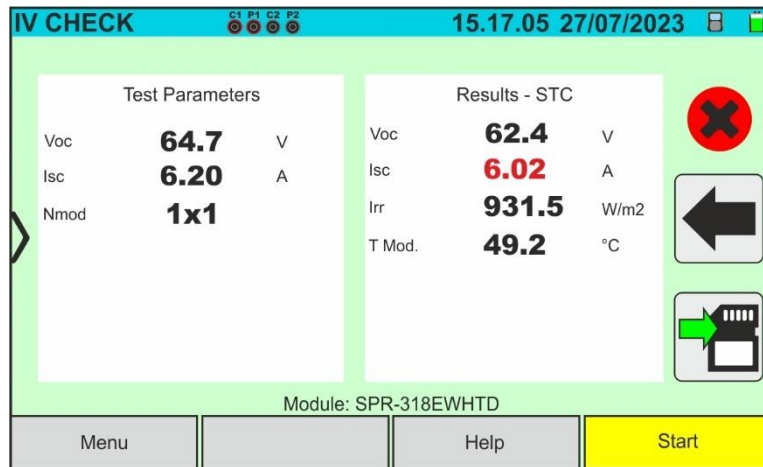 IV CHECK C1 P1 C2 P2 15.17.05 27/07/2023
Test Parameters
Voc 64.7 V
Isc 6.20 A
Nmod 1x1
Results - STC
Voc 62.4 V
Isc 6.02 A
Irr 931.5 W/m2
T Mod. 49.2 °C
Module: SPR-318EWHTD
Menu Help Start